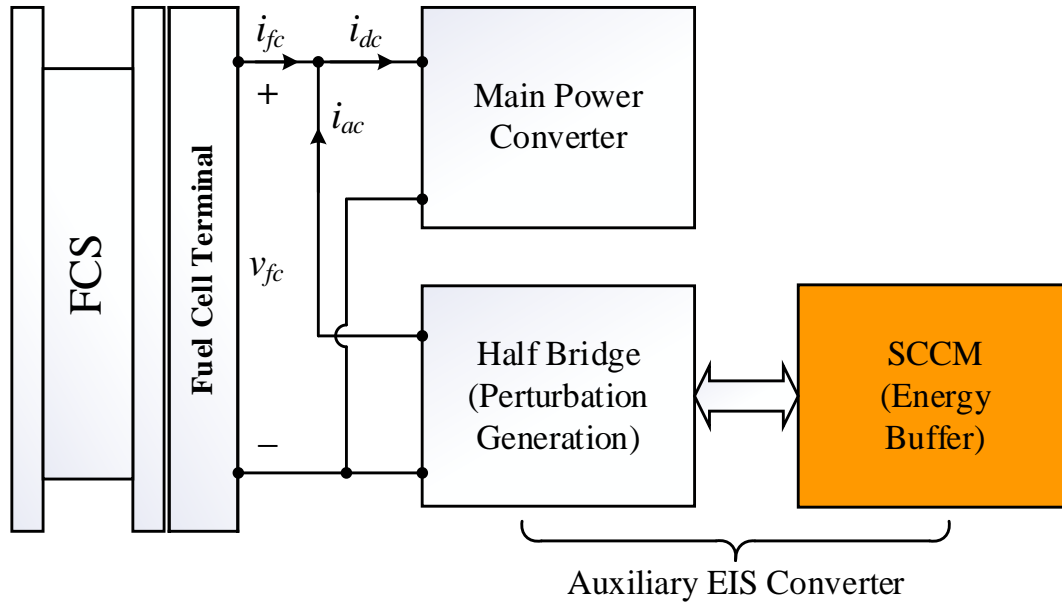 FCS
Fuel Cell Terminal
i_fc
i_dc
+
i_ac
v_fc
−
Main Power
Converter
Half Bridge
(Perturbation
Generation)
SCCM
(Energy
Buffer)
Auxiliary EIS Converter